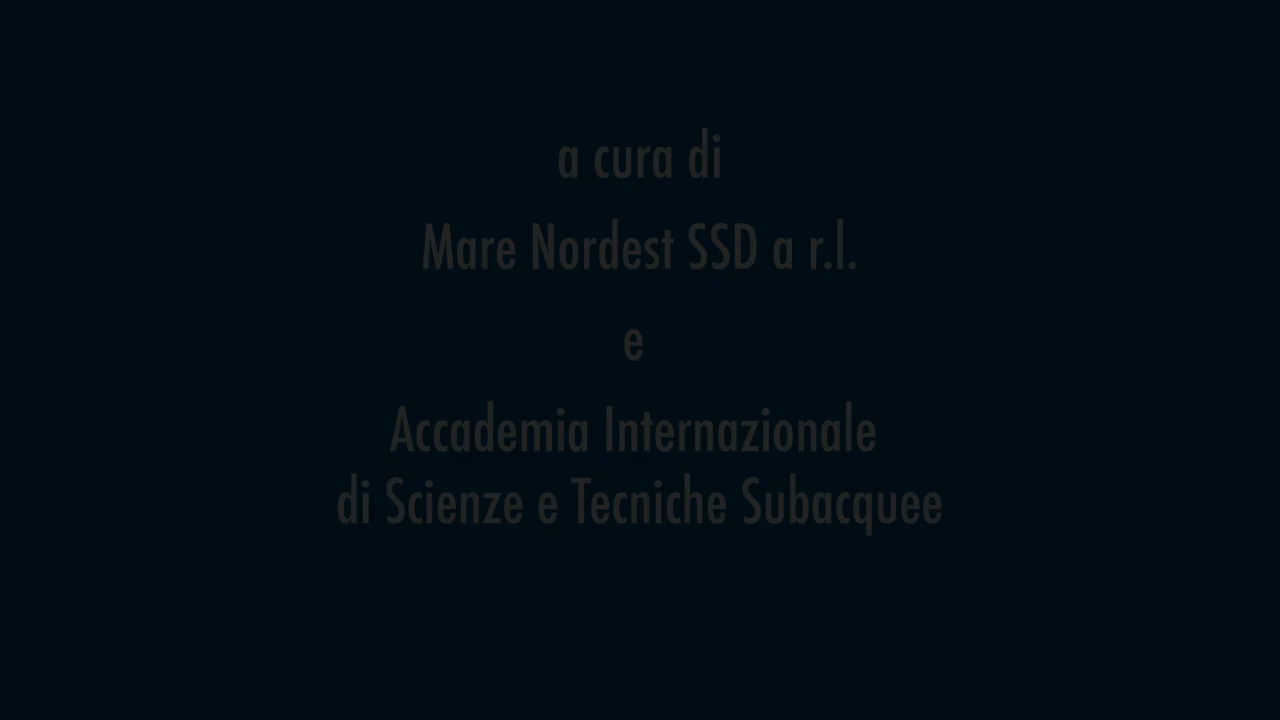 a cura di
Mare Nordest SSD a r.l.
e
Accademia Internazionale
di Scienze e Tecniche Subacquee